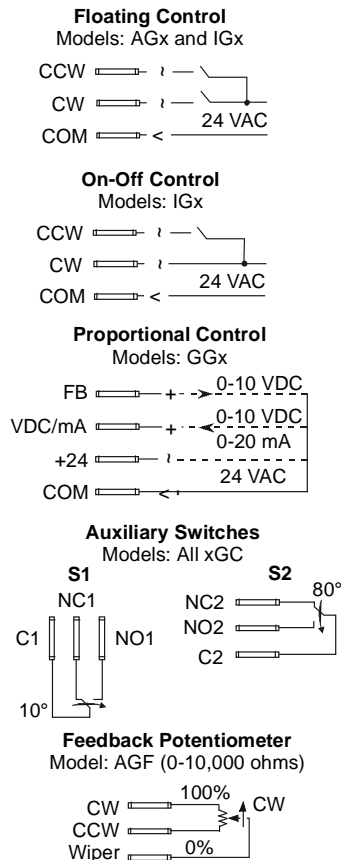 Floating Control
Models: AGx and IGx
CCW ~
CW ~
24 VAC
COM <
On-Off Control
Models: IGx
CCW ~
CW ~
24 VAC
COM <
Proportional Control
Models: GGx
FB + 0-10 VDC
VDC/mA + 0-10 VDC
0-20 mA
+24 ~
24 VAC
COM <
Auxiliary Switches
Models: All xGC
S1 S2
NC1
C1 NO1
10°
NC2 80°
NO2
C2
Feedback Potentiometer
Model: AGF (0-10,000 ohms)
CW 100% CW
CCW
Wiper 0%